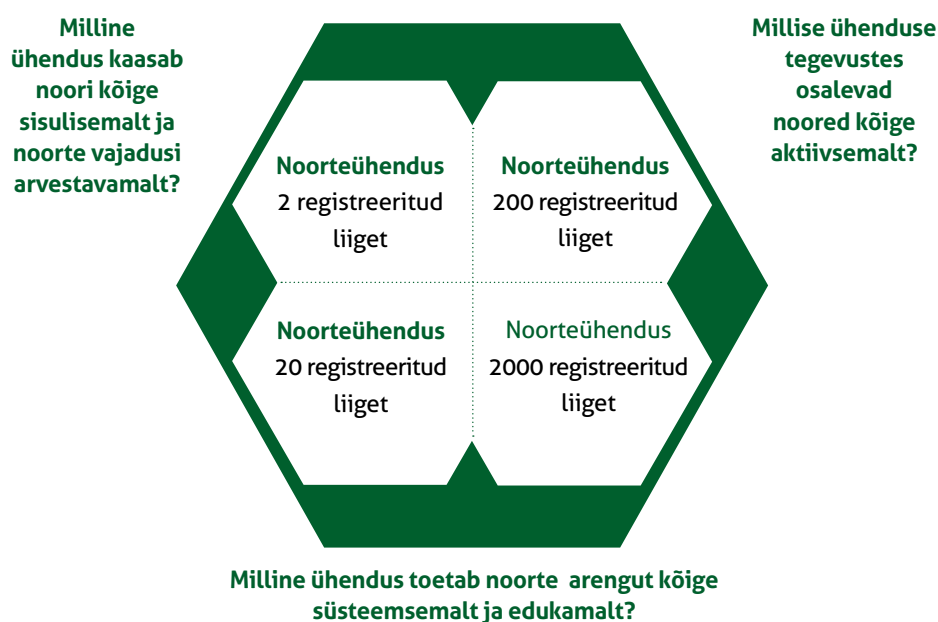 Milline
ühendus kaasab
noori kõige
sisulisemalt ja
noorte vajadusi
arvestavamalt?
Millise ühenduse
tegevustes
osalevad
noored kõige
aktiivsemalt?
Noorteühendus
2 registreeritud
liiget
Noorteühendus
200 registreeritud
liiget
Noorteühendus
20 registreeritud
liiget
Noorteühendus
2000 registreeritud
liiget
Milline ühendus toetab noorte arengut kõige
süsteemsemalt ja edukamalt?